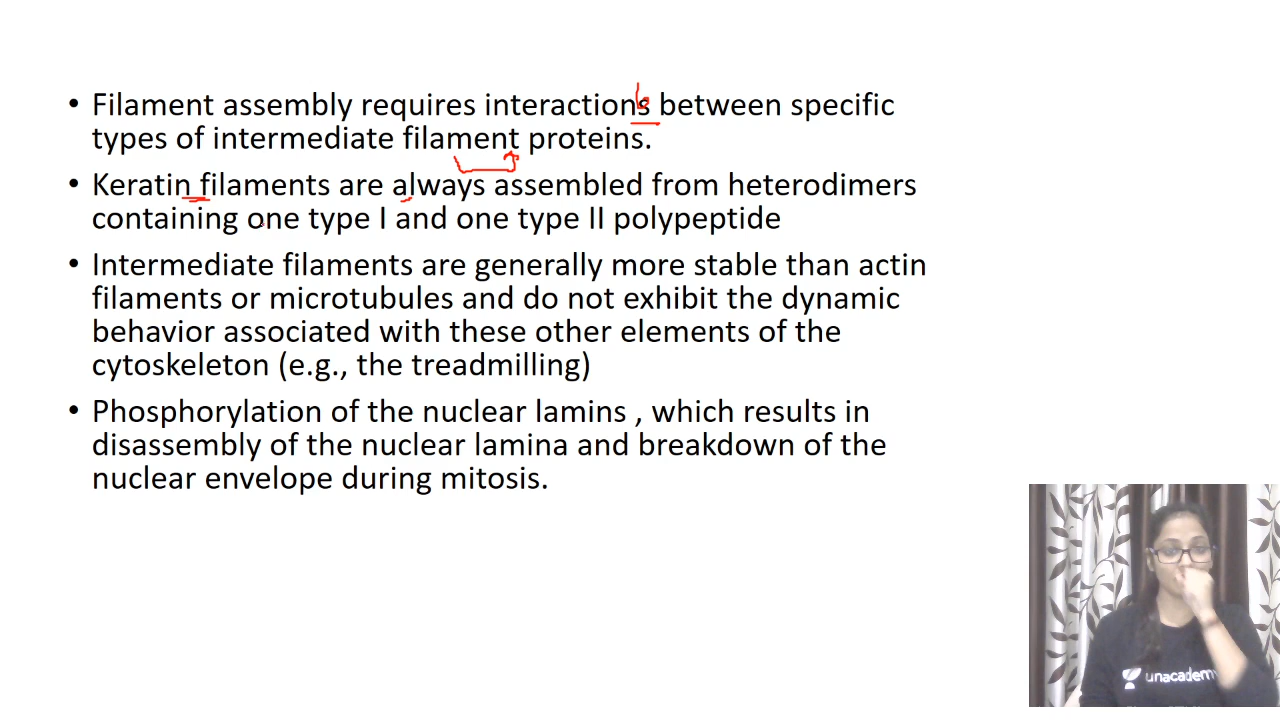 • Filament assembly requires interactions between specific
types of intermediate filament proteins.
• Keratin filaments are always assembled from heterodimers
containing one type I and one type II polypeptide
• Intermediate filaments are generally more stable than actin
filaments or microtubules and do not exhibit the dynamic
behavior associated with these other elements of the
cytoskeleton (e.g., the treadmilling)
• Phosphorylation of the nuclear lamins , which results in
disassembly of the nuclear lamina and breakdown of the
nuclear envelope during mitosis.
unacademy